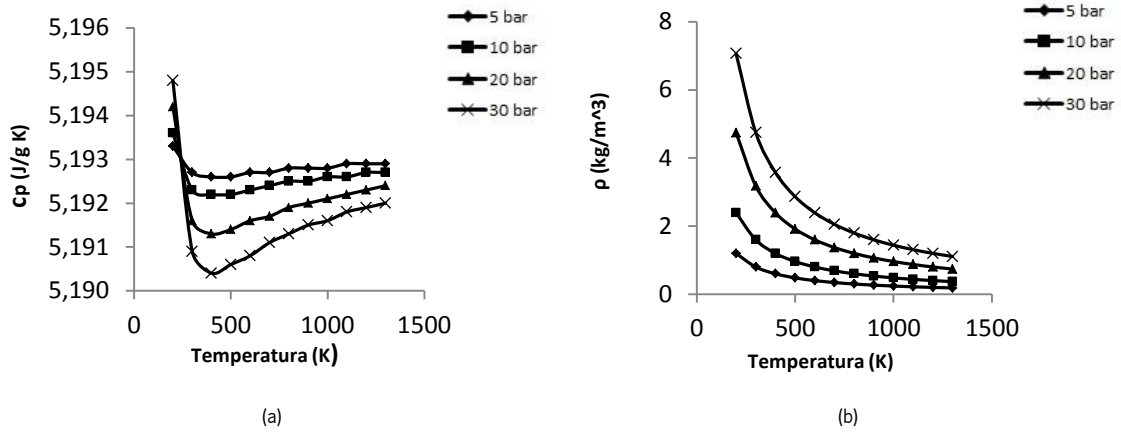 5,196
5,195
5,194
5,193
5,192
5,191
5,190
0
500
1000
1500
cp (J/g K)
Temperatura (K)
5 bar
10 bar
20 bar
30 bar
(a)
8
6
4
2
0
0
500
1000
1500
ρ (kg/m^3)
Temperatura (K)
5 bar
10 bar
20 bar
30 bar
(b)